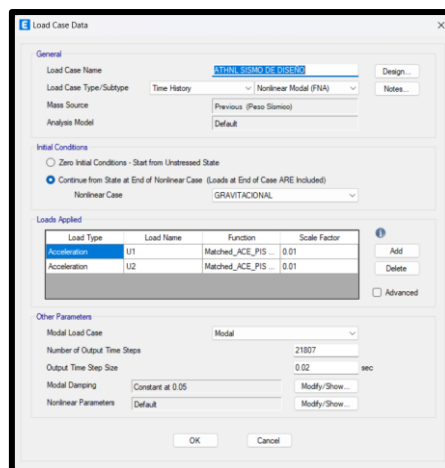 E Load Case Data
General
Load Case Name ATHNL SISMO DE DISEÑO Design...
Load Case Type/Subtype Time History Nonlinear Modal (FNA) Notes...
Mass Source Previous (Peso Sísmico)
Analysis Model Default
Initial Conditions
Zero Initial Conditions - Start from Unstressed State
Continue from State at End of Nonlinear Case (Loads at End of Case ARE Included)
Nonlinear Case GRAVITACIONAL
Loads Applied
Load Type Load Name Function Scale Factor
Acceleration U1 Matched_ACE_PIS ... 0.01 Add
Acceleration U2 Matched_ACE_PIS ... 0.01 Delete
Advanced
Other Parameters
Modal Load Case Modal
Number of Output Time Steps 21807
Output Time Step Size 0.02 sec
Modal Damping Constant at 0.05 Modify/Show...
Nonlinear Parameters Default Modify/Show...
OK Cancel